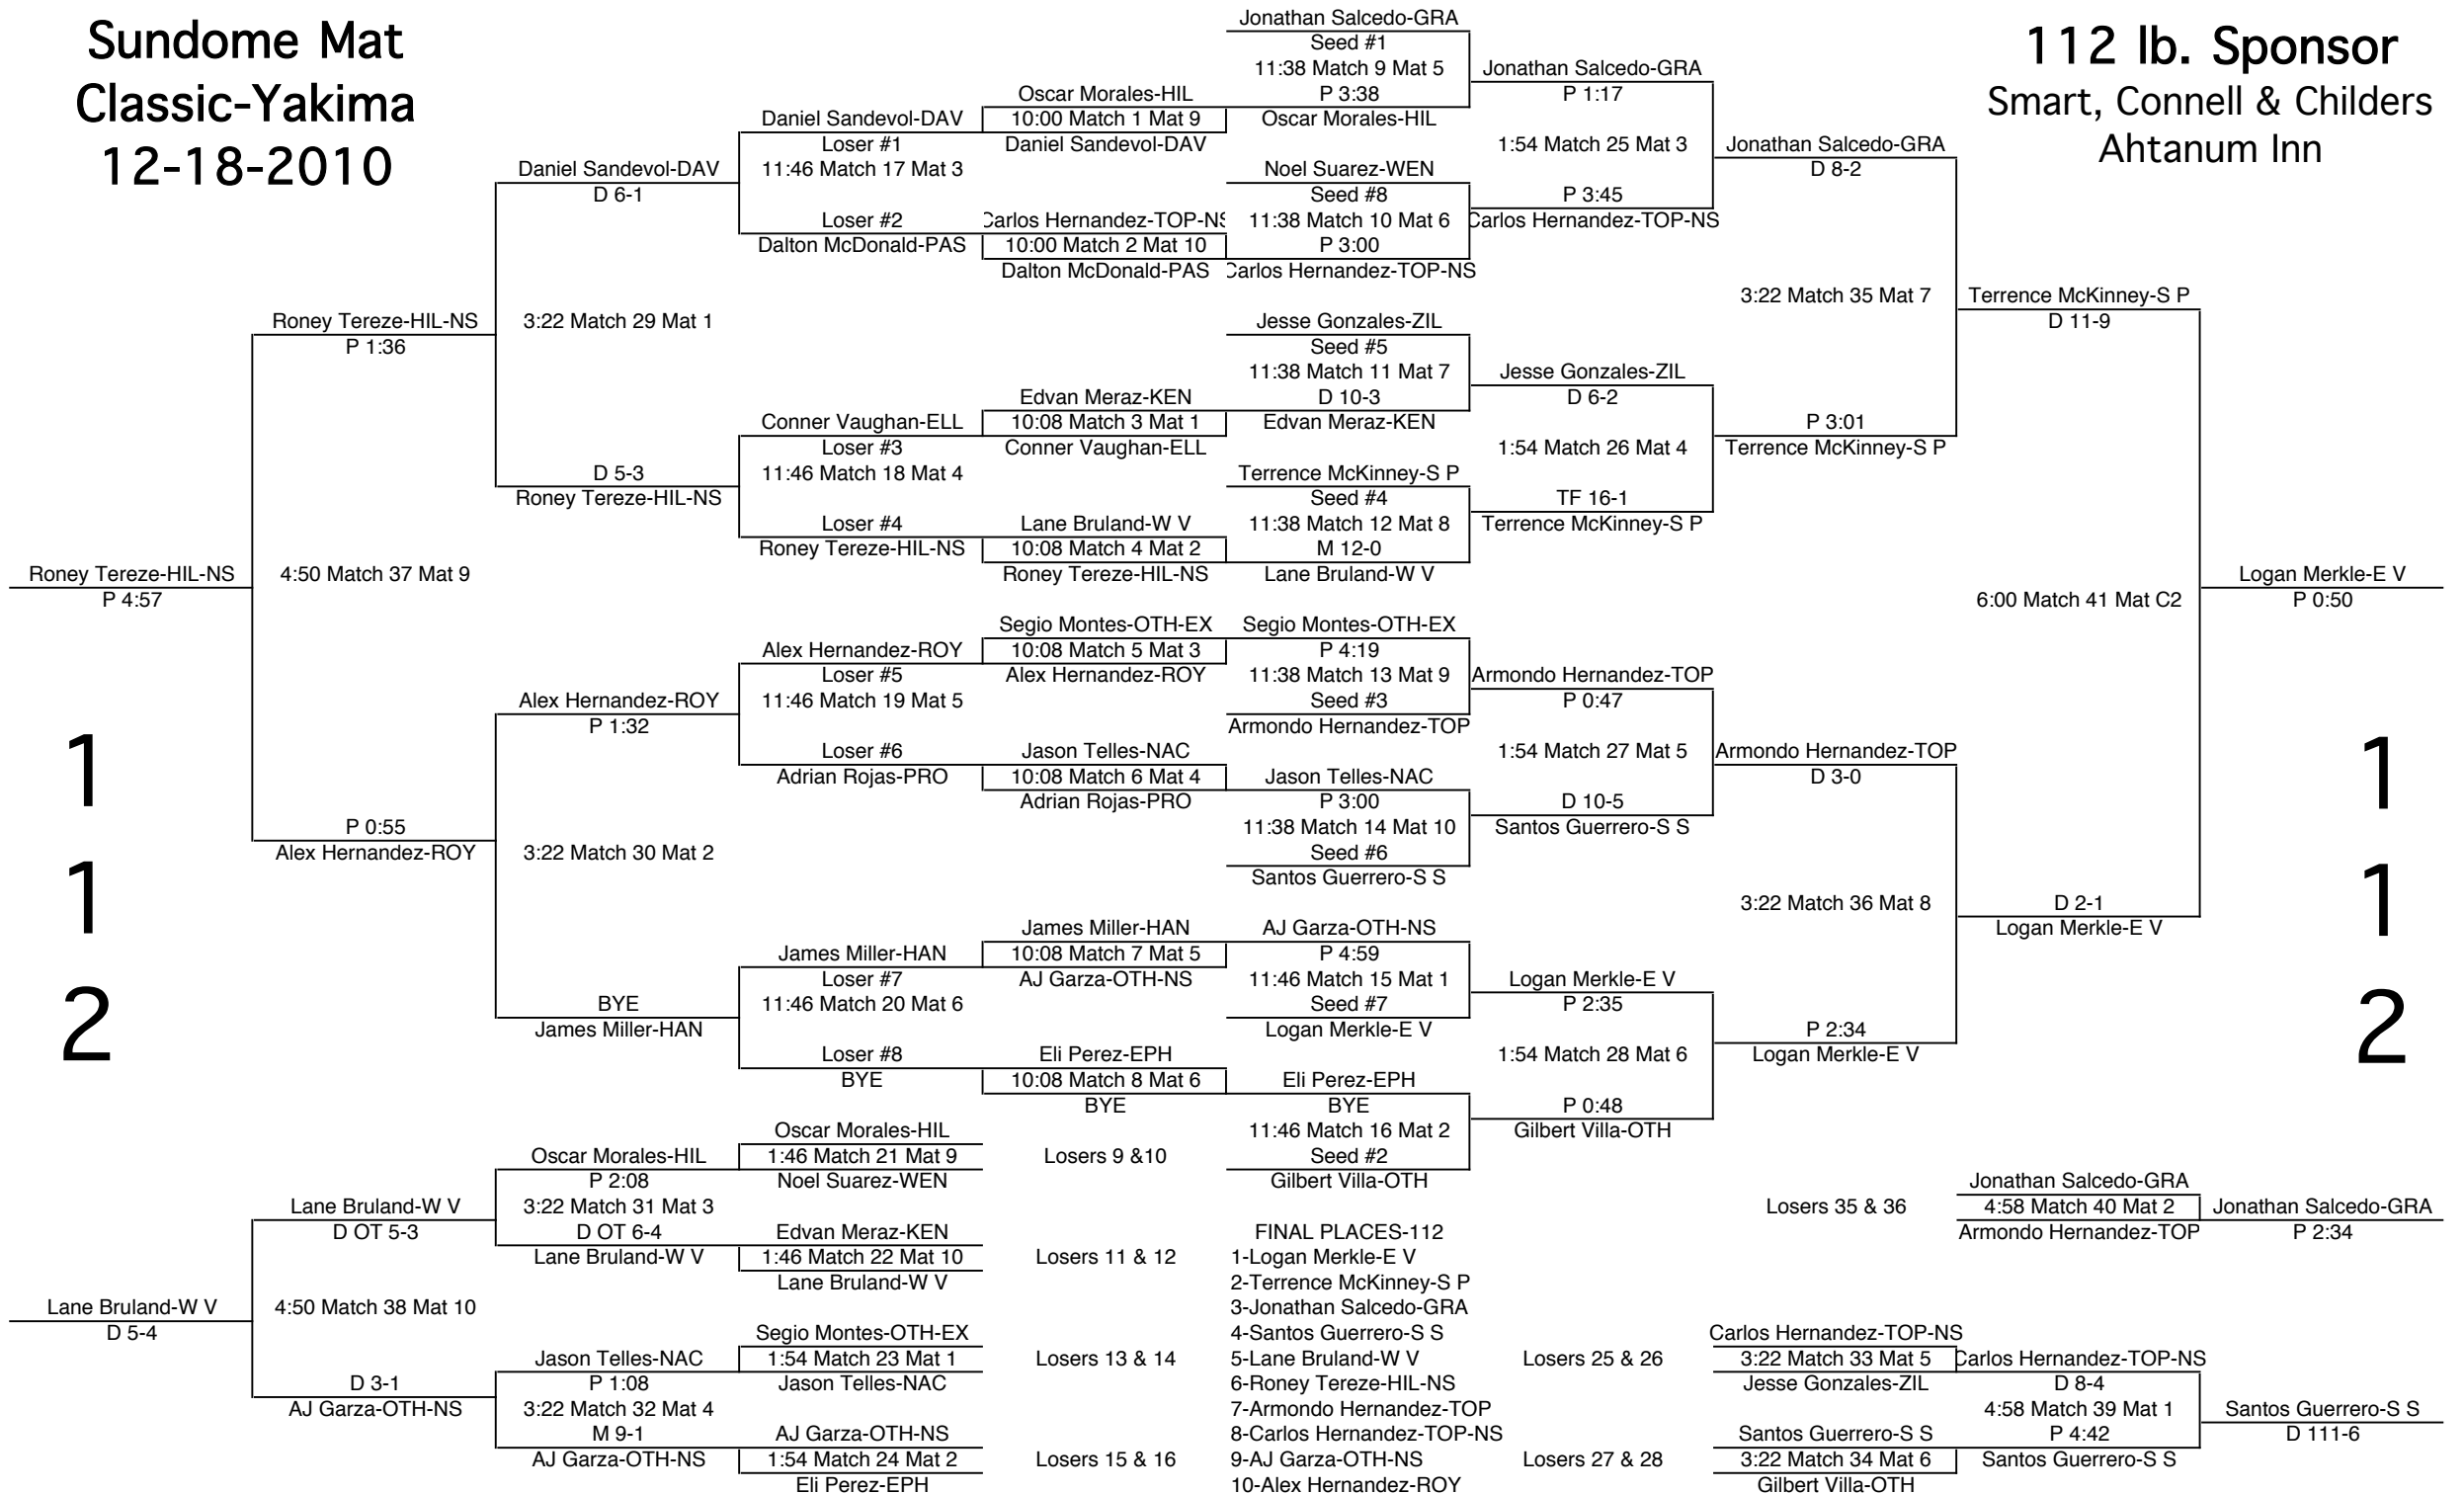 Sundome Mat
Classic-Yakima
12-18-2010
112 lb. Sponsor
Smart, Connell & Childers
Ahtanum Inn
1
1
2
Roney Tereze-HIL-NS
P 4:57
Lane Bruland-W V
D 5-4
Roney Tereze-HIL-NS
P 1:36
4:50 Match 37 Mat 9
P 0:55
Alex Hernandez-ROY
Lane Bruland-W V
D OT 5-3
4:50 Match 38 Mat 10
D 3-1
AJ Garza-OTH-NS
Daniel Sandevol-DAV
D 6-1
3:22 Match 29 Mat 1
D 5-3
Roney Tereze-HIL-NS
Alex Hernandez-ROY
P 1:32
3:22 Match 30 Mat 2
BYE
James Miller-HAN
Oscar Morales-HIL
P 2:08
3:22 Match 31 Mat 3
D OT 6-4
Lane Bruland-W V
Jason Telles-NAC
P 1:08
3:22 Match 32 Mat 4
M 9-1
AJ Garza-OTH-NS
Daniel Sandevol-DAV
Loser #1
11:46 Match 17 Mat 3
Loser #2
Dalton McDonald-PAS
Conner Vaughan-ELL
Loser #3
11:46 Match 18 Mat 4
Loser #4
Roney Tereze-HIL-NS
Alex Hernandez-ROY
Loser #5
11:46 Match 19 Mat 5
Loser #6
Adrian Rojas-PRO
James Miller-HAN
Loser #7
11:46 Match 20 Mat 6
Loser #8
BYE
Oscar Morales-HIL
1:46 Match 21 Mat 9
Noel Suarez-WEN
Edvan Meraz-KEN
1:46 Match 22 Mat 10
Lane Bruland-W V
Segio Montes-OTH-EX
1:54 Match 23 Mat 1
Jason Telles-NAC
AJ Garza-OTH-NS
1:54 Match 24 Mat 2
Eli Perez-EPH
Oscar Morales-HIL
10:00 Match 1 Mat 9
Daniel Sandevol-DAV
Carlos Hernandez-TOP-NS
10:00 Match 2 Mat 10
Dalton McDonald-PAS
Edvan Meraz-KEN
10:08 Match 3 Mat 1
Conner Vaughan-ELL
Lane Bruland-W V
10:08 Match 4 Mat 2
Roney Tereze-HIL-NS
Segio Montes-OTH-EX
10:08 Match 5 Mat 3
Alex Hernandez-ROY
Jason Telles-NAC
10:08 Match 6 Mat 4
Adrian Rojas-PRO
James Miller-HAN
10:08 Match 7 Mat 5
AJ Garza-OTH-NS
Eli Perez-EPH
10:08 Match 8 Mat 6
BYE
Losers 9 &10
Losers 11 & 12
Losers 13 & 14
Losers 15 & 16
Jonathan Salcedo-GRA
Seed #1
11:38 Match 9 Mat 5
P 3:38
Oscar Morales-HIL
Noel Suarez-WEN
Seed #8
11:38 Match 10 Mat 6
P 3:00
Carlos Hernandez-TOP-NS
Jesse Gonzales-ZIL
Seed #5
11:38 Match 11 Mat 7
D 10-3
Edvan Meraz-KEN
Terrence McKinney-S P
Seed #4
11:38 Match 12 Mat 8
M 12-0
Lane Bruland-W V
Segio Montes-OTH-EX
P 4:19
11:38 Match 13 Mat 9
Seed #3
Armondo Hernandez-TOP
Jason Telles-NAC
P 3:00
11:38 Match 14 Mat 10
Seed #6
Santos Guerrero-S S
AJ Garza-OTH-NS
P 4:59
11:46 Match 15 Mat 1
Seed #7
Logan Merkle-E V
Eli Perez-EPH
BYE
11:46 Match 16 Mat 2
Seed #2
Gilbert Villa-OTH
FINAL PLACES-112
1-Logan Merkle-E V
2-Terrence McKinney-S P
3-Jonathan Salcedo-GRA
4-Santos Guerrero-S S
5-Lane Bruland-W V
6-Roney Tereze-HIL-NS
7-Armondo Hernandez-TOP
8-Carlos Hernandez-TOP-NS
9-AJ Garza-OTH-NS
10-Alex Hernandez-ROY
Jonathan Salcedo-GRA
P 1:17
1:54 Match 25 Mat 3
P 3:45
Carlos Hernandez-TOP-NS
Jesse Gonzales-ZIL
D 6-2
1:54 Match 26 Mat 4
TF 16-1
Terrence McKinney-S P
Armondo Hernandez-TOP
P 0:47
1:54 Match 27 Mat 5
D 10-5
Santos Guerrero-S S
Logan Merkle-E V
P 2:35
1:54 Match 28 Mat 6
P 0:48
Gilbert Villa-OTH
Losers 25 & 26
Losers 27 & 28
Jonathan Salcedo-GRA
D 8-2
3:22 Match 35 Mat 7
P 3:01
Terrence McKinney-S P
Armondo Hernandez-TOP
D 3-0
3:22 Match 36 Mat 8
P 2:34
Logan Merkle-E V
Losers 35 & 36
Carlos Hernandez-TOP-NS
3:22 Match 33 Mat 5
Jesse Gonzales-ZIL
Santos Guerrero-S S
3:22 Match 34 Mat 6
Gilbert Villa-OTH
Terrence McKinney-S P
D 11-9
6:00 Match 41 Mat C2
D 2-1
Logan Merkle-E V
Jonathan Salcedo-GRA
4:58 Match 40 Mat 2
Armondo Hernandez-TOP
Carlos Hernandez-TOP-NS
D 8-4
4:58 Match 39 Mat 1
P 4:42
Santos Guerrero-S S
Logan Merkle-E V
P 0:50
Jonathan Salcedo-GRA
P 2:34
Santos Guerrero-S S
D 111-6
1
1
2